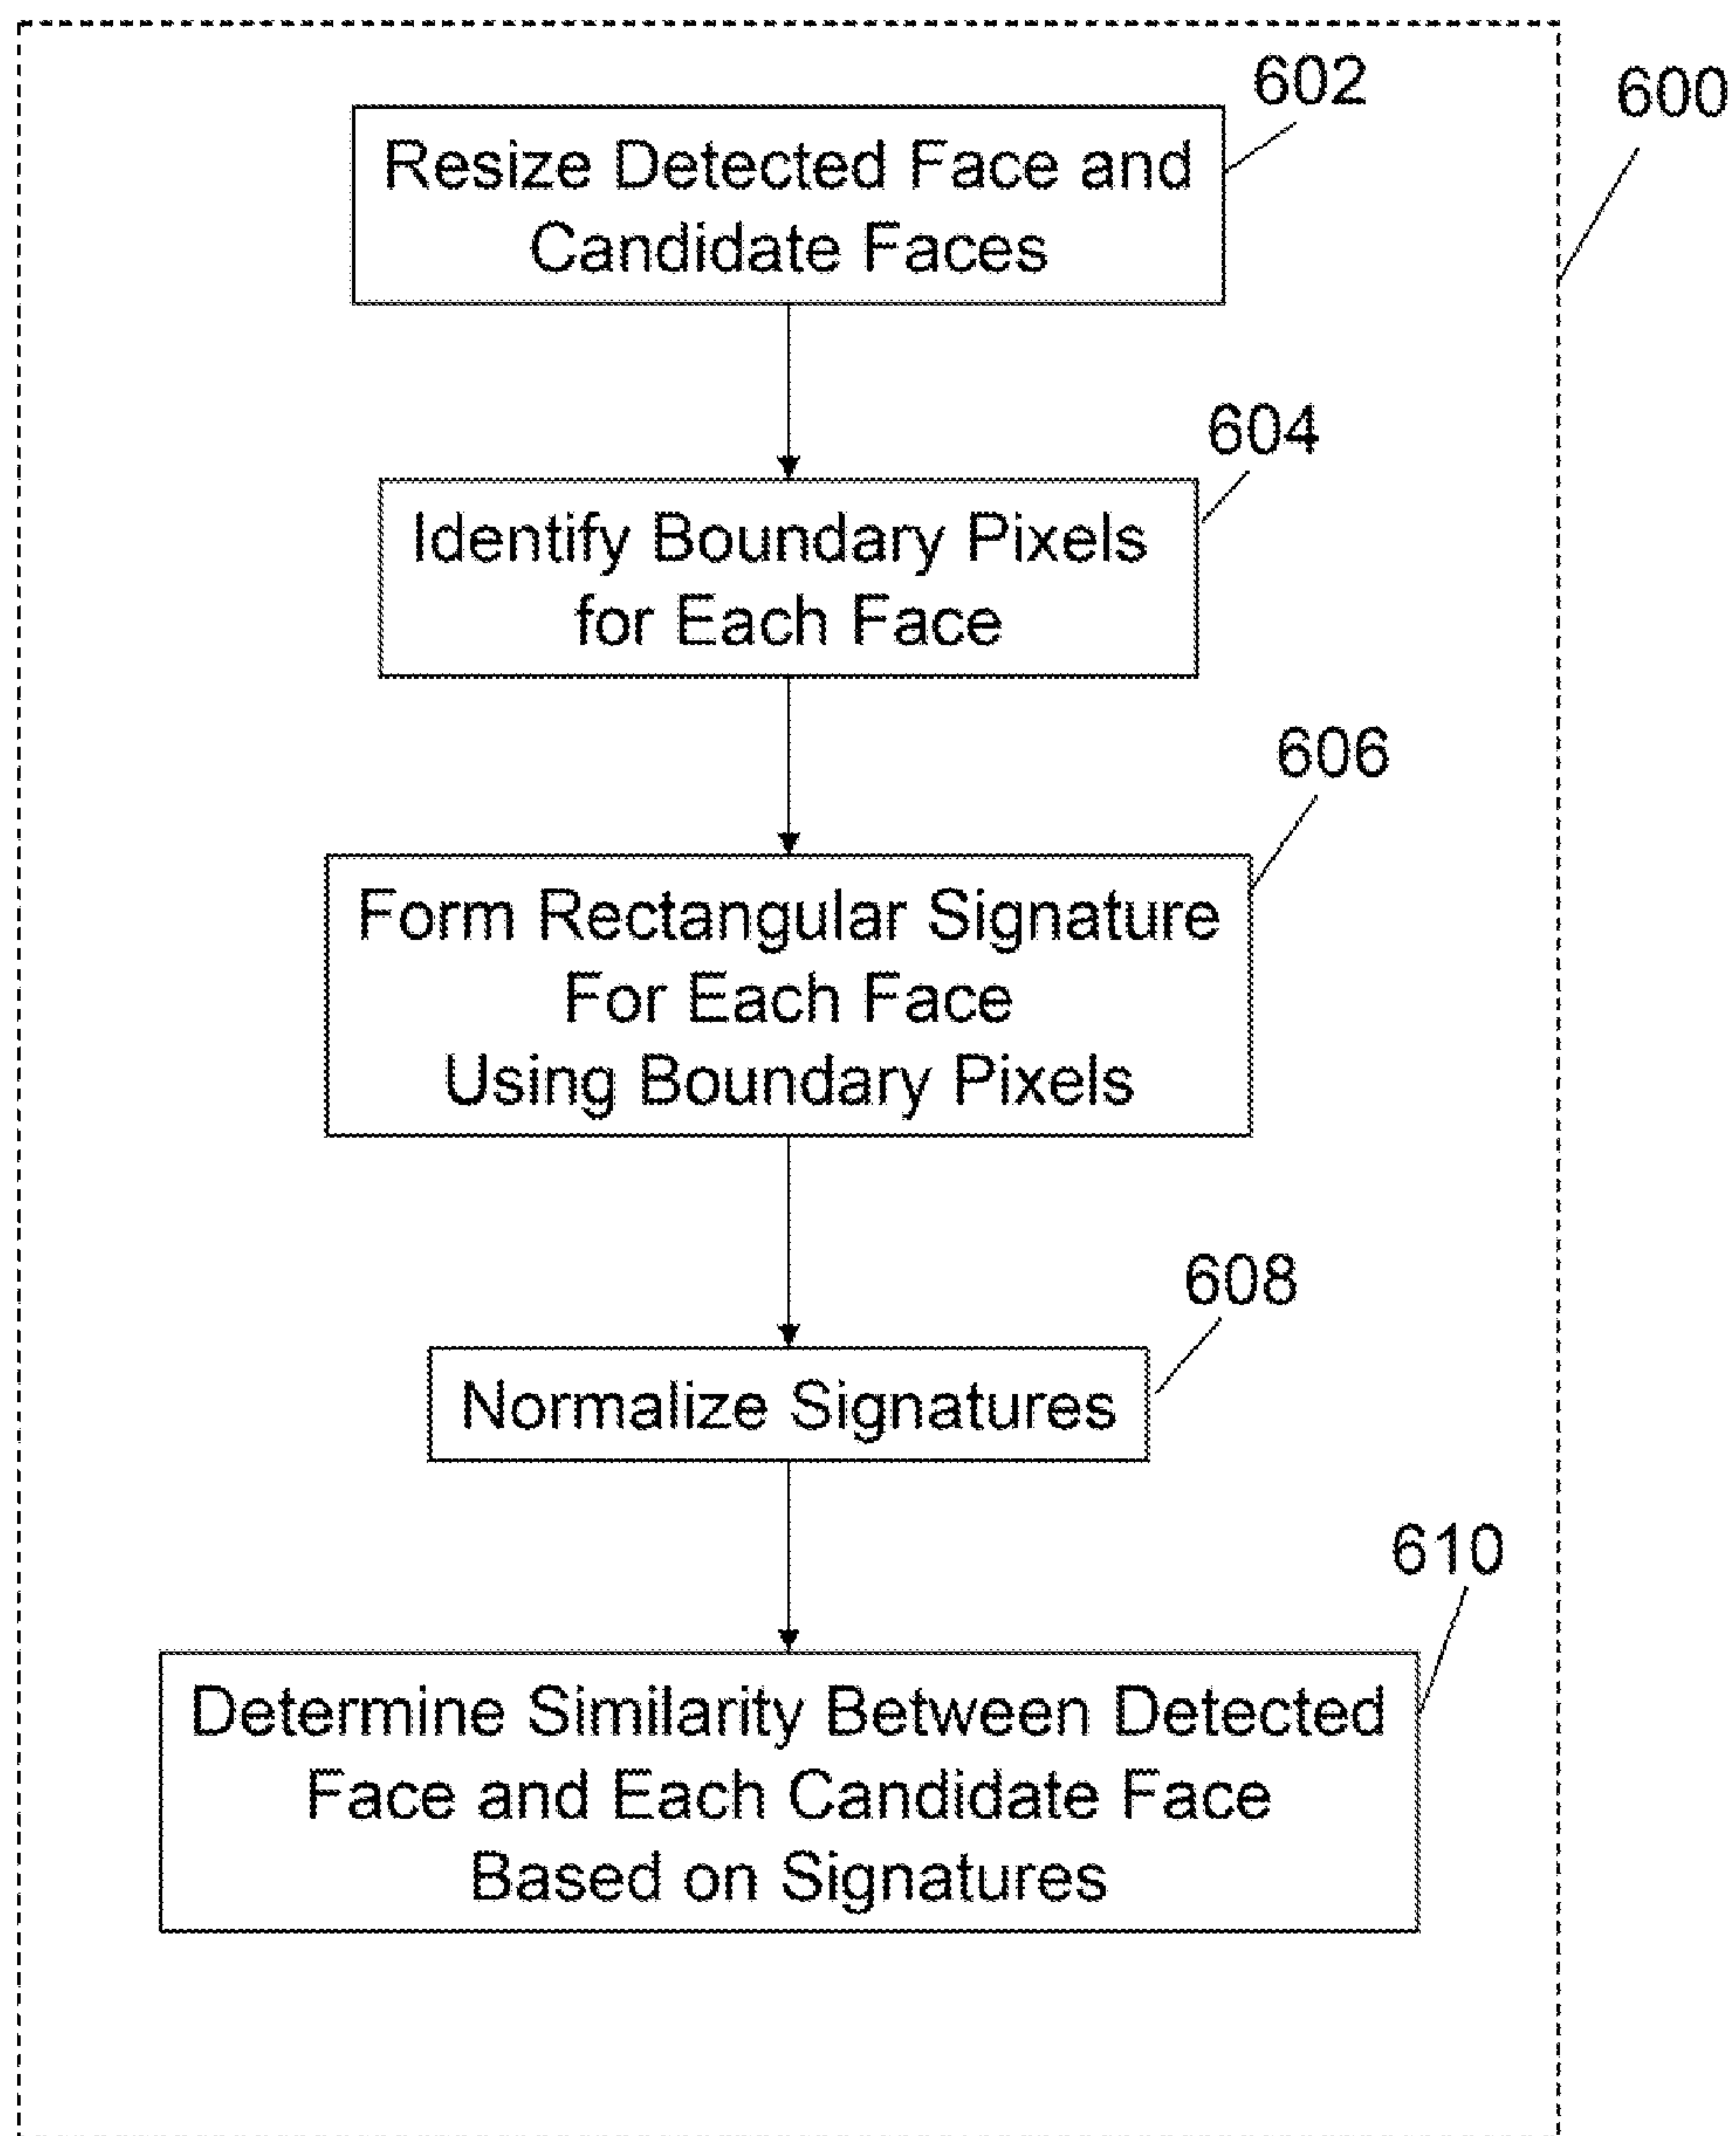 602
600
Resize Detected Face and
Candidate Faces
604
Identify Boundary Pixels
for Each Face
606
Form Rectangular Signature
For Each Face
Using Boundary Pixels
608
Normalize Signatures
610
Determine Similarity Between Detected
Face and Each Candidate Face
Based on Signatures